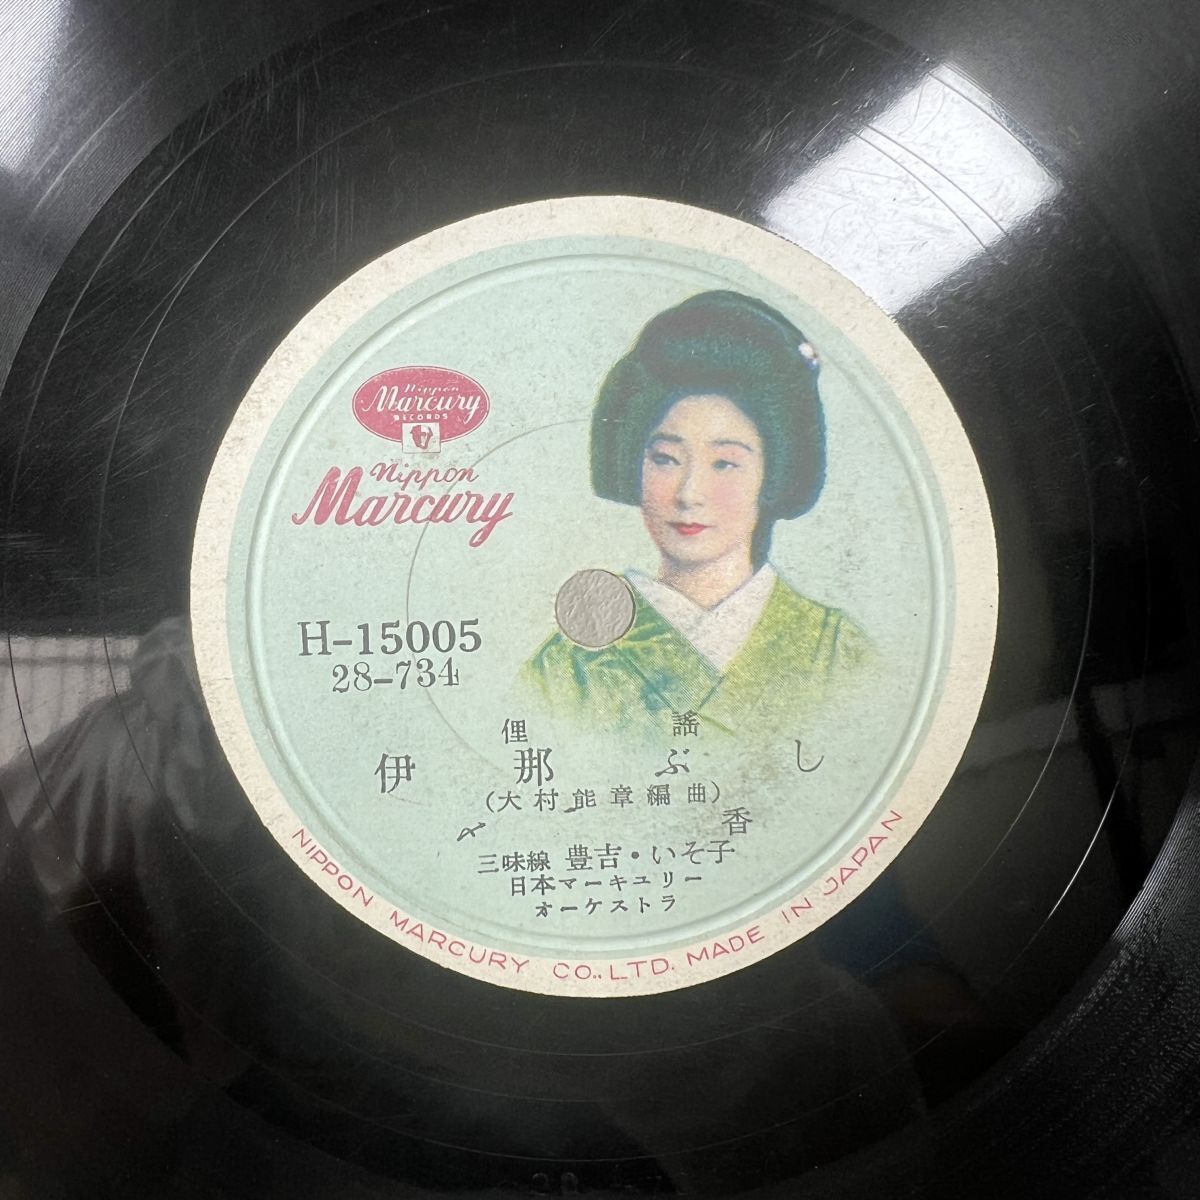 Nippon
Marcury
RECORDS
Nippon
Marcury
H-15005
28-734
俚謡
伊那ぶし
(大村能章編曲)
〆香
三味線 豊吉・いそ子
日本マーキユリー
オーケストラ
NIPPON MARCURY CO., LTD. MADE IN JAPAN